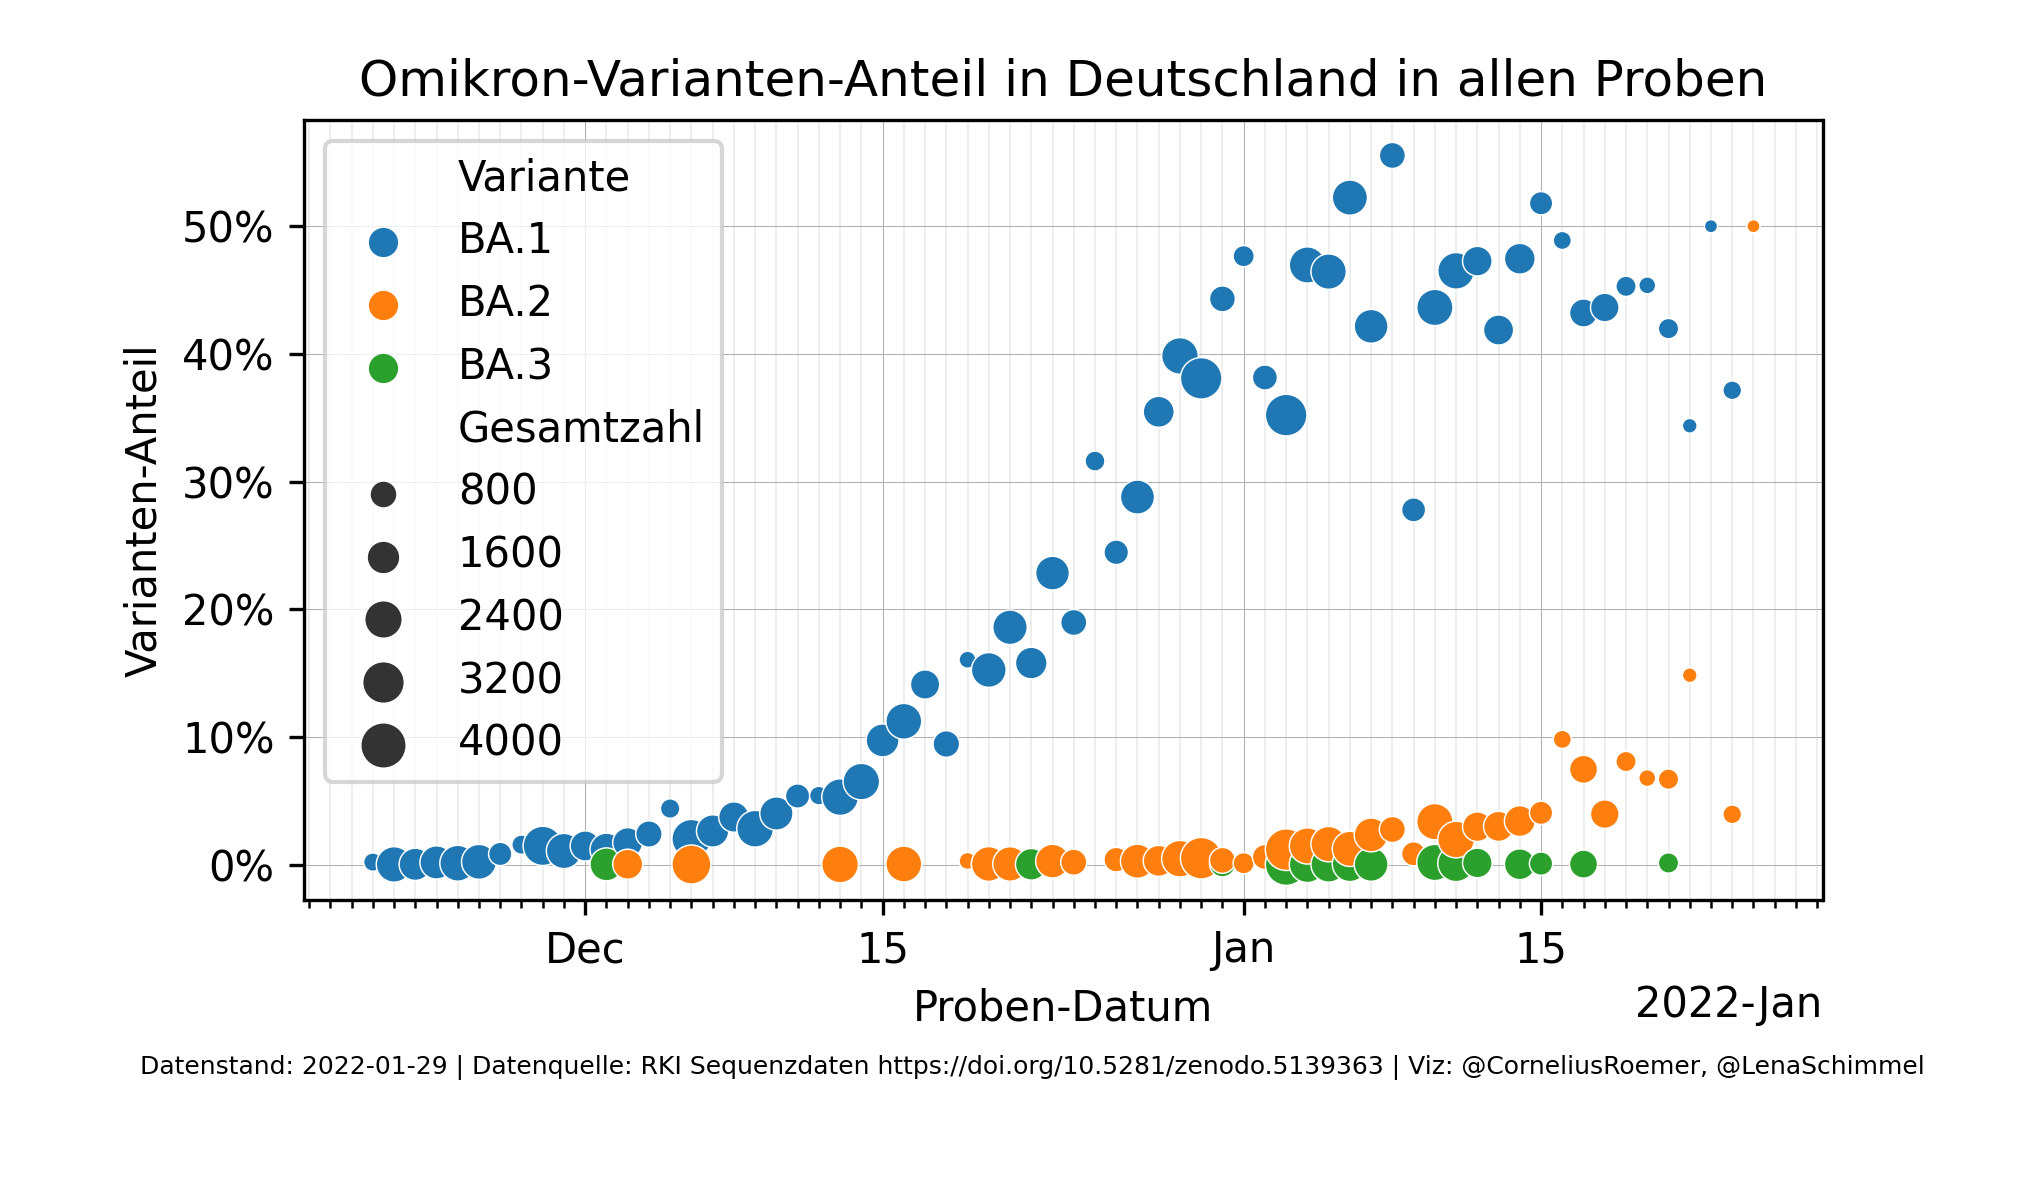 Omikron-Varianten-Anteil in Deutschland in allen Proben
Variante
BA.1
BA.2
BA.3
Gesamtzahl
800
1600
2400
3200
4000
Varianten-Anteil
50%
40%
30%
20%
10%
0%
Dec 15 Jan 15
Proben-Datum
2022-Jan
Datenstand: 2022-01-29 | Datenquelle: RKI Sequenzdaten https://doi.org/10.5281/zenodo.5139363 | Viz: @CorneliusRoemer, @LenaSchimmel